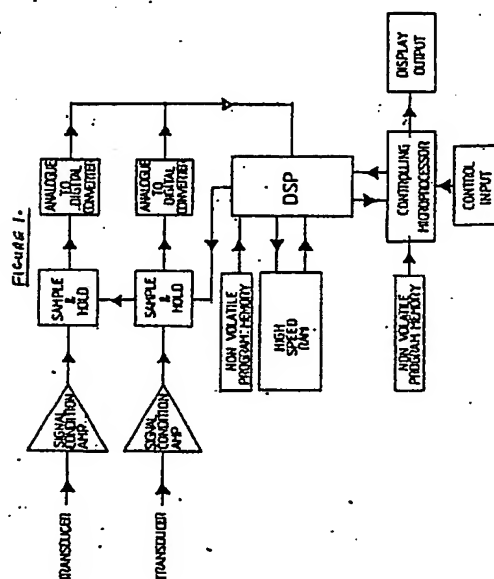 FIGURE 1.
TRANSDUCER
SIGNAL
CONDITION
AMP.
SAMPLE
&
HOLD
ANALOGUE
TO
DIGITAL
CONVERTER
TRANSDUCER
SIGNAL
CONDITION
AMP.
SAMPLE
&
HOLD
ANALOGUE
TO
DIGITAL
CONVERTER
NON VOLATILE
PROGRAM MEMORY
HIGH
SPEED
RAM
DSP
NON VOLATILE
PROGRAM MEMORY
CONTROLLING
MICROPROCESSOR
CONTROL
INPUT
DISPLAY
OUTPUT